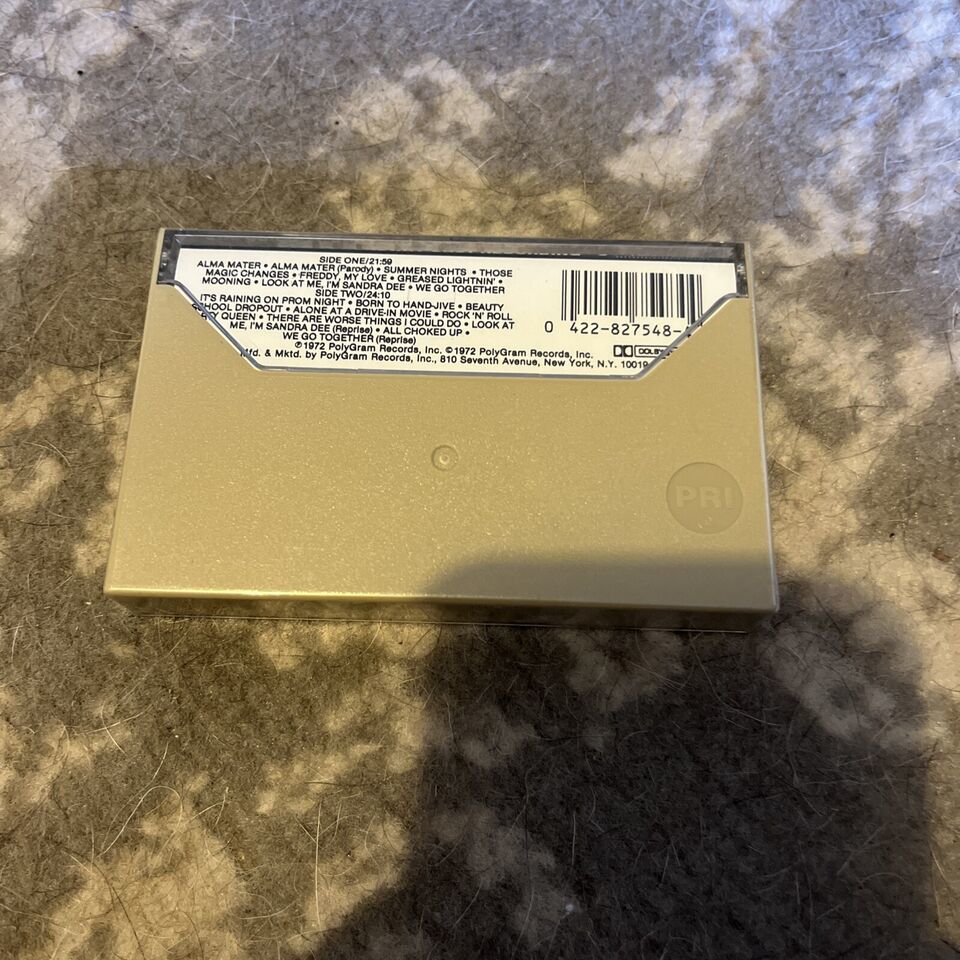 SIDE ONE/21:59
ALMA MATER • ALMA MATER (Parody) • SUMMER NIGHTS • THOSE
MAGIC CHANGES • FREDDY, MY LOVE • GREASED LIGHTNIN' •
MOONING • LOOK AT ME, I'M SANDRA DEE • WE GO TOGETHER
SIDE TWO/24:10
IT'S RAINING ON PROM NIGHT • BORN TO HAND-JIVE • BEAUTY
SCHOOL DROPOUT • ALONE AT A DRIVE-IN MOVIE • ROCK 'N' ROLL
QUEEN • THERE ARE WORSE THINGS I COULD DO • LOOK AT
ME, I'M SANDRA DEE (Reprise) • ALL CHOKED UP •
WE GO TOGETHER (Reprise)
℗1972 PolyGram Records, Inc. ©1972 PolyGram Records, Inc.
Mfd. & Mktd. by PolyGram Records, Inc., 810 Seventh Avenue, New York, N.Y. 10019
0 422-827548-
DOLBY
PRI